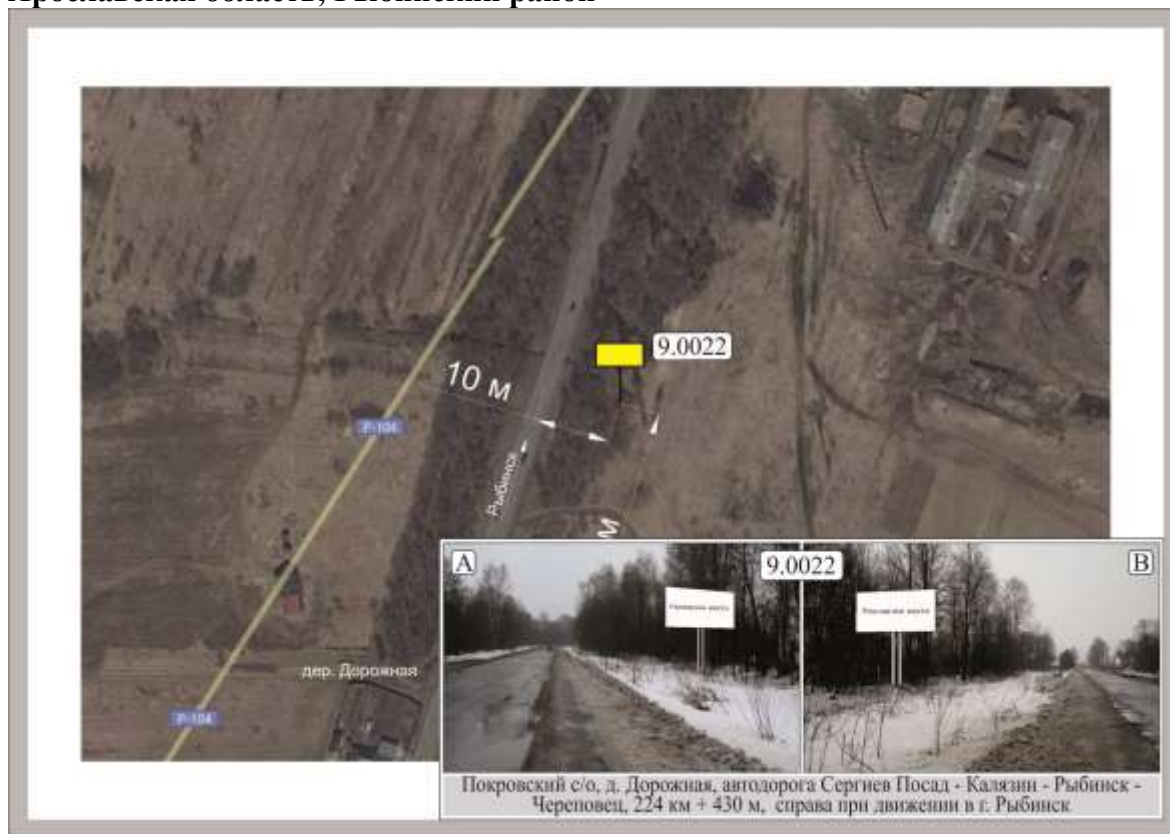 Ярославская область, Рыбинский район
9.0022
10 м
Р-104
Рыбинск
м
дер. Дорожная
Р-104
А
9.0022
В
Покровский с/о, д. Дорожная, автодорога Сергиев Посад - Калязин - Рыбинск -
Череповец, 224 км + 430 м, справа при движении в г. Рыбинск